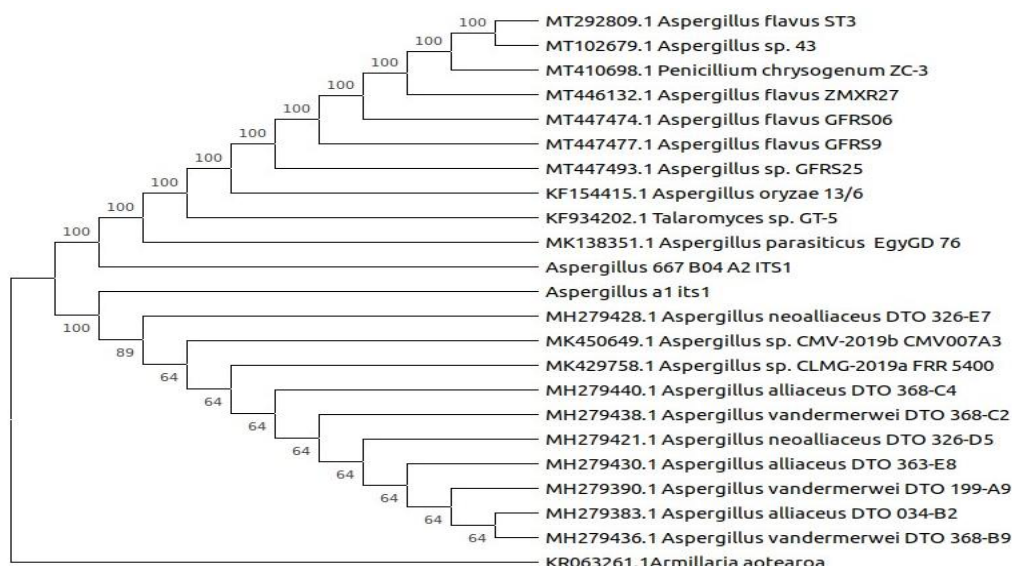 MT292809.1 Aspergillus flavus ST3
100
MT102679.1 Aspergillus sp. 43
100
MT410698.1 Penicillium chrysogenum ZC-3
100
MT446132.1 Aspergillus flavus ZMXR27
100
MT447474.1 Aspergillus flavus GFRS06
100
MT447477.1 Aspergillus flavus GFRS9
100
MT447493.1 Aspergillus sp. GFRS25
100
KF154415.1 Aspergillus oryzae 13/6
100
KF934202.1 Talaromyces sp. GT-5
100
MK138351.1 Aspergillus parasiticus EgyGD 76
Aspergillus 667 B04 A2 ITS1
Aspergillus a1 its1
100
MH279428.1 Aspergillus neoalliaceus DTO 326-E7
89
MK450649.1 Aspergillus sp. CMV-2019b CMV007A3
64
MK429758.1 Aspergillus sp. CLMG-2019a FRR 5400
64
MH279440.1 Aspergillus alliaceus DTO 368-C4
64
MH279438.1 Aspergillus vandermerwei DTO 368-C2
64
MH279421.1 Aspergillus neoalliaceus DTO 326-D5
64
MH279430.1 Aspergillus alliaceus DTO 363-E8
64
MH279390.1 Aspergillus vandermerwei DTO 199-A9
64
MH279383.1 Aspergillus alliaceus DTO 034-B2
64
MH279436.1 Aspergillus vandermerwei DTO 368-B9
KR063261.1Armillaria aotearoa